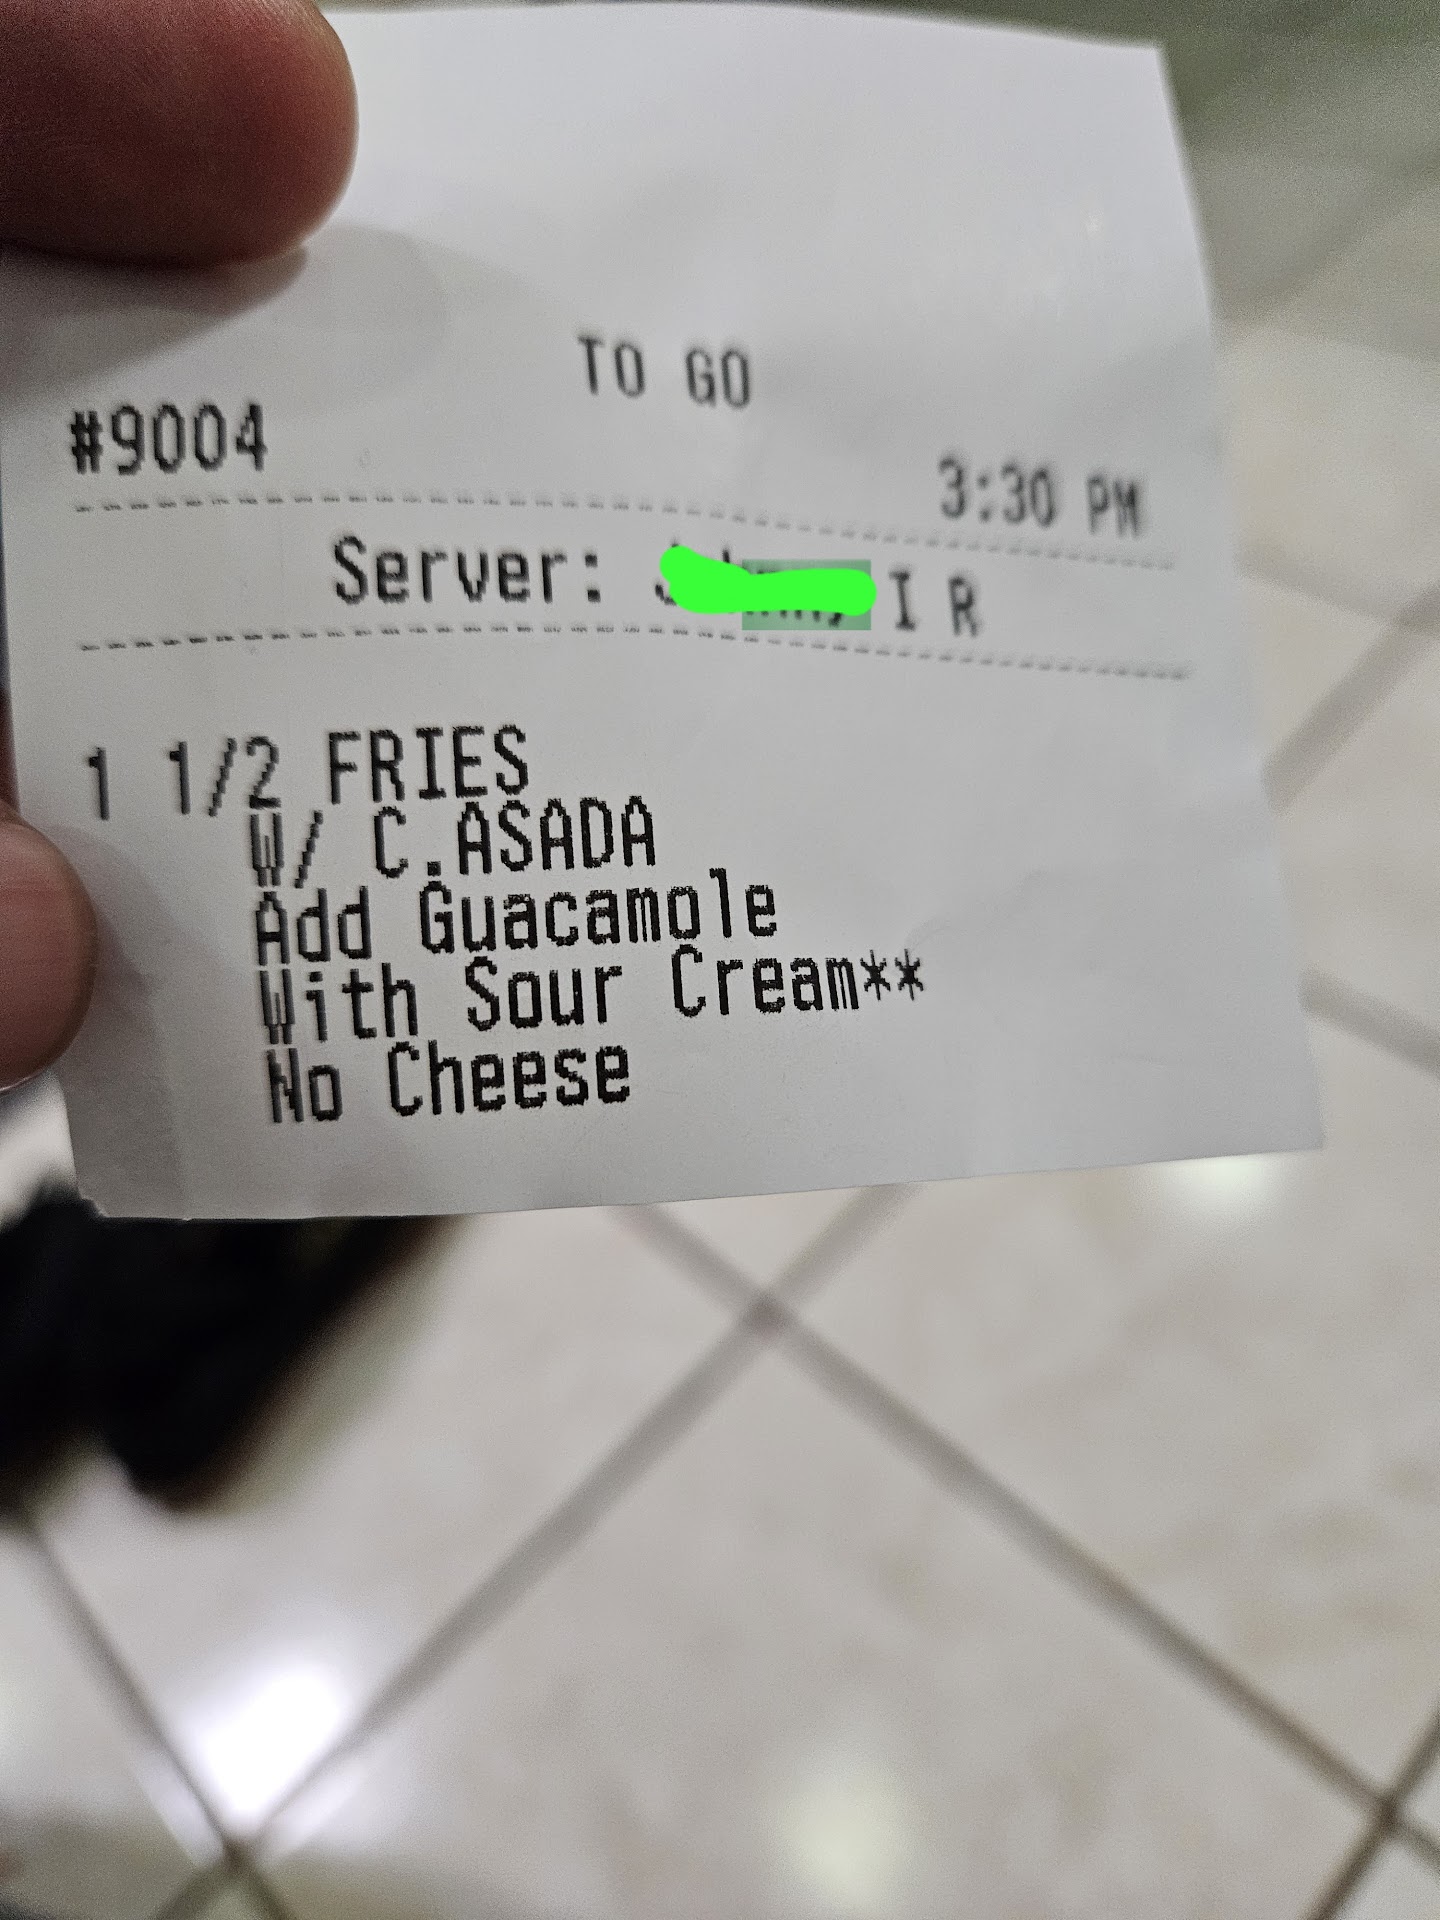 TO GO
#9004
3:30 PM
Server: I R
1 1/2 FRIES
W/ C.ASADA
Add Guacamole
With Sour Cream**
No Cheese